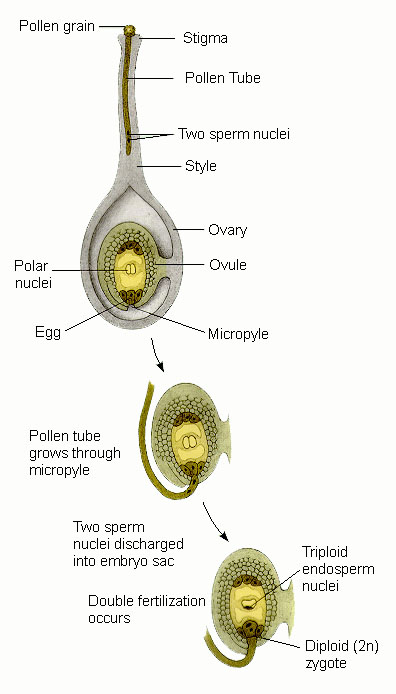 Pollen grain
Stigma
Pollen Tube
Two sperm nuclei
Style
Ovary
Polar
nuclei
Ovule
Egg
Micropyle
Pollen tube
grows through
micropyle
Two sperm
nuclei discharged
into embryo sac
Triploid
endosperm
nuclei
Double fertilization
occurs
Diploid (2n)
zygote